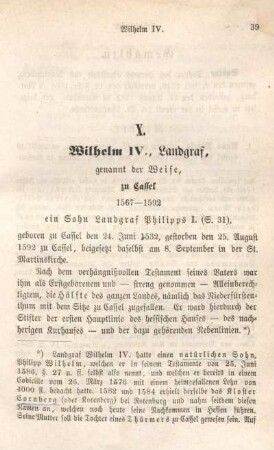 Wilhelm IV. 39
X.
Wilhelm IV., Landgraf,
genannt der Weise,
zu Cassel
1567—1592
ein Sohn Landgraf Philipps I. (S. 31),
geboren zu Cassel den 24. Juni 1532, gestorben den 25. August
1592 zu Cassel, beigesetzt daselbst am 8. September in der St.
Martinskirche.
Nach dem verhängnißvollen Testament seines Vaters war
ihm als Erstgeborenem und — streng genommen — Alleinberech-
tigtem, die Hälfte des ganzen Landes, nämlich das Niederfürsten-
thum mit dem Sitz zu Cassel zugefallen. Er ward hierdurch der
Stifter der ersten Hauptlinie des hessischen Hauses — des nach-
herigen Kurhauses — und der dazu gehörenden Nebenlinien. *)
*) Landgraf Wilhelm IV. hatte einen natürlichen Sohn,
Philipp Wilhelm, welchen er in seinem Testamente von 25. Juni
1586, § 27 u. ff. selbst also nennt, und welchen er bereits in einem
Codicille vom 26. März 1576 mit einem heimgefallenen Lehn von
4000 Fl. bedacht hatte. 1582 und 1584 erhielt derselbe das Kloster
Cornberg (oder Korenberg) bei Rotenburg und nahm seitdem diesen
Namen an, welchen noch heute seine Nachkommen in Hessen führen.
Seine Mutter soll die Tochter eines Thürmers zu Cassel gewesen sein. Auf